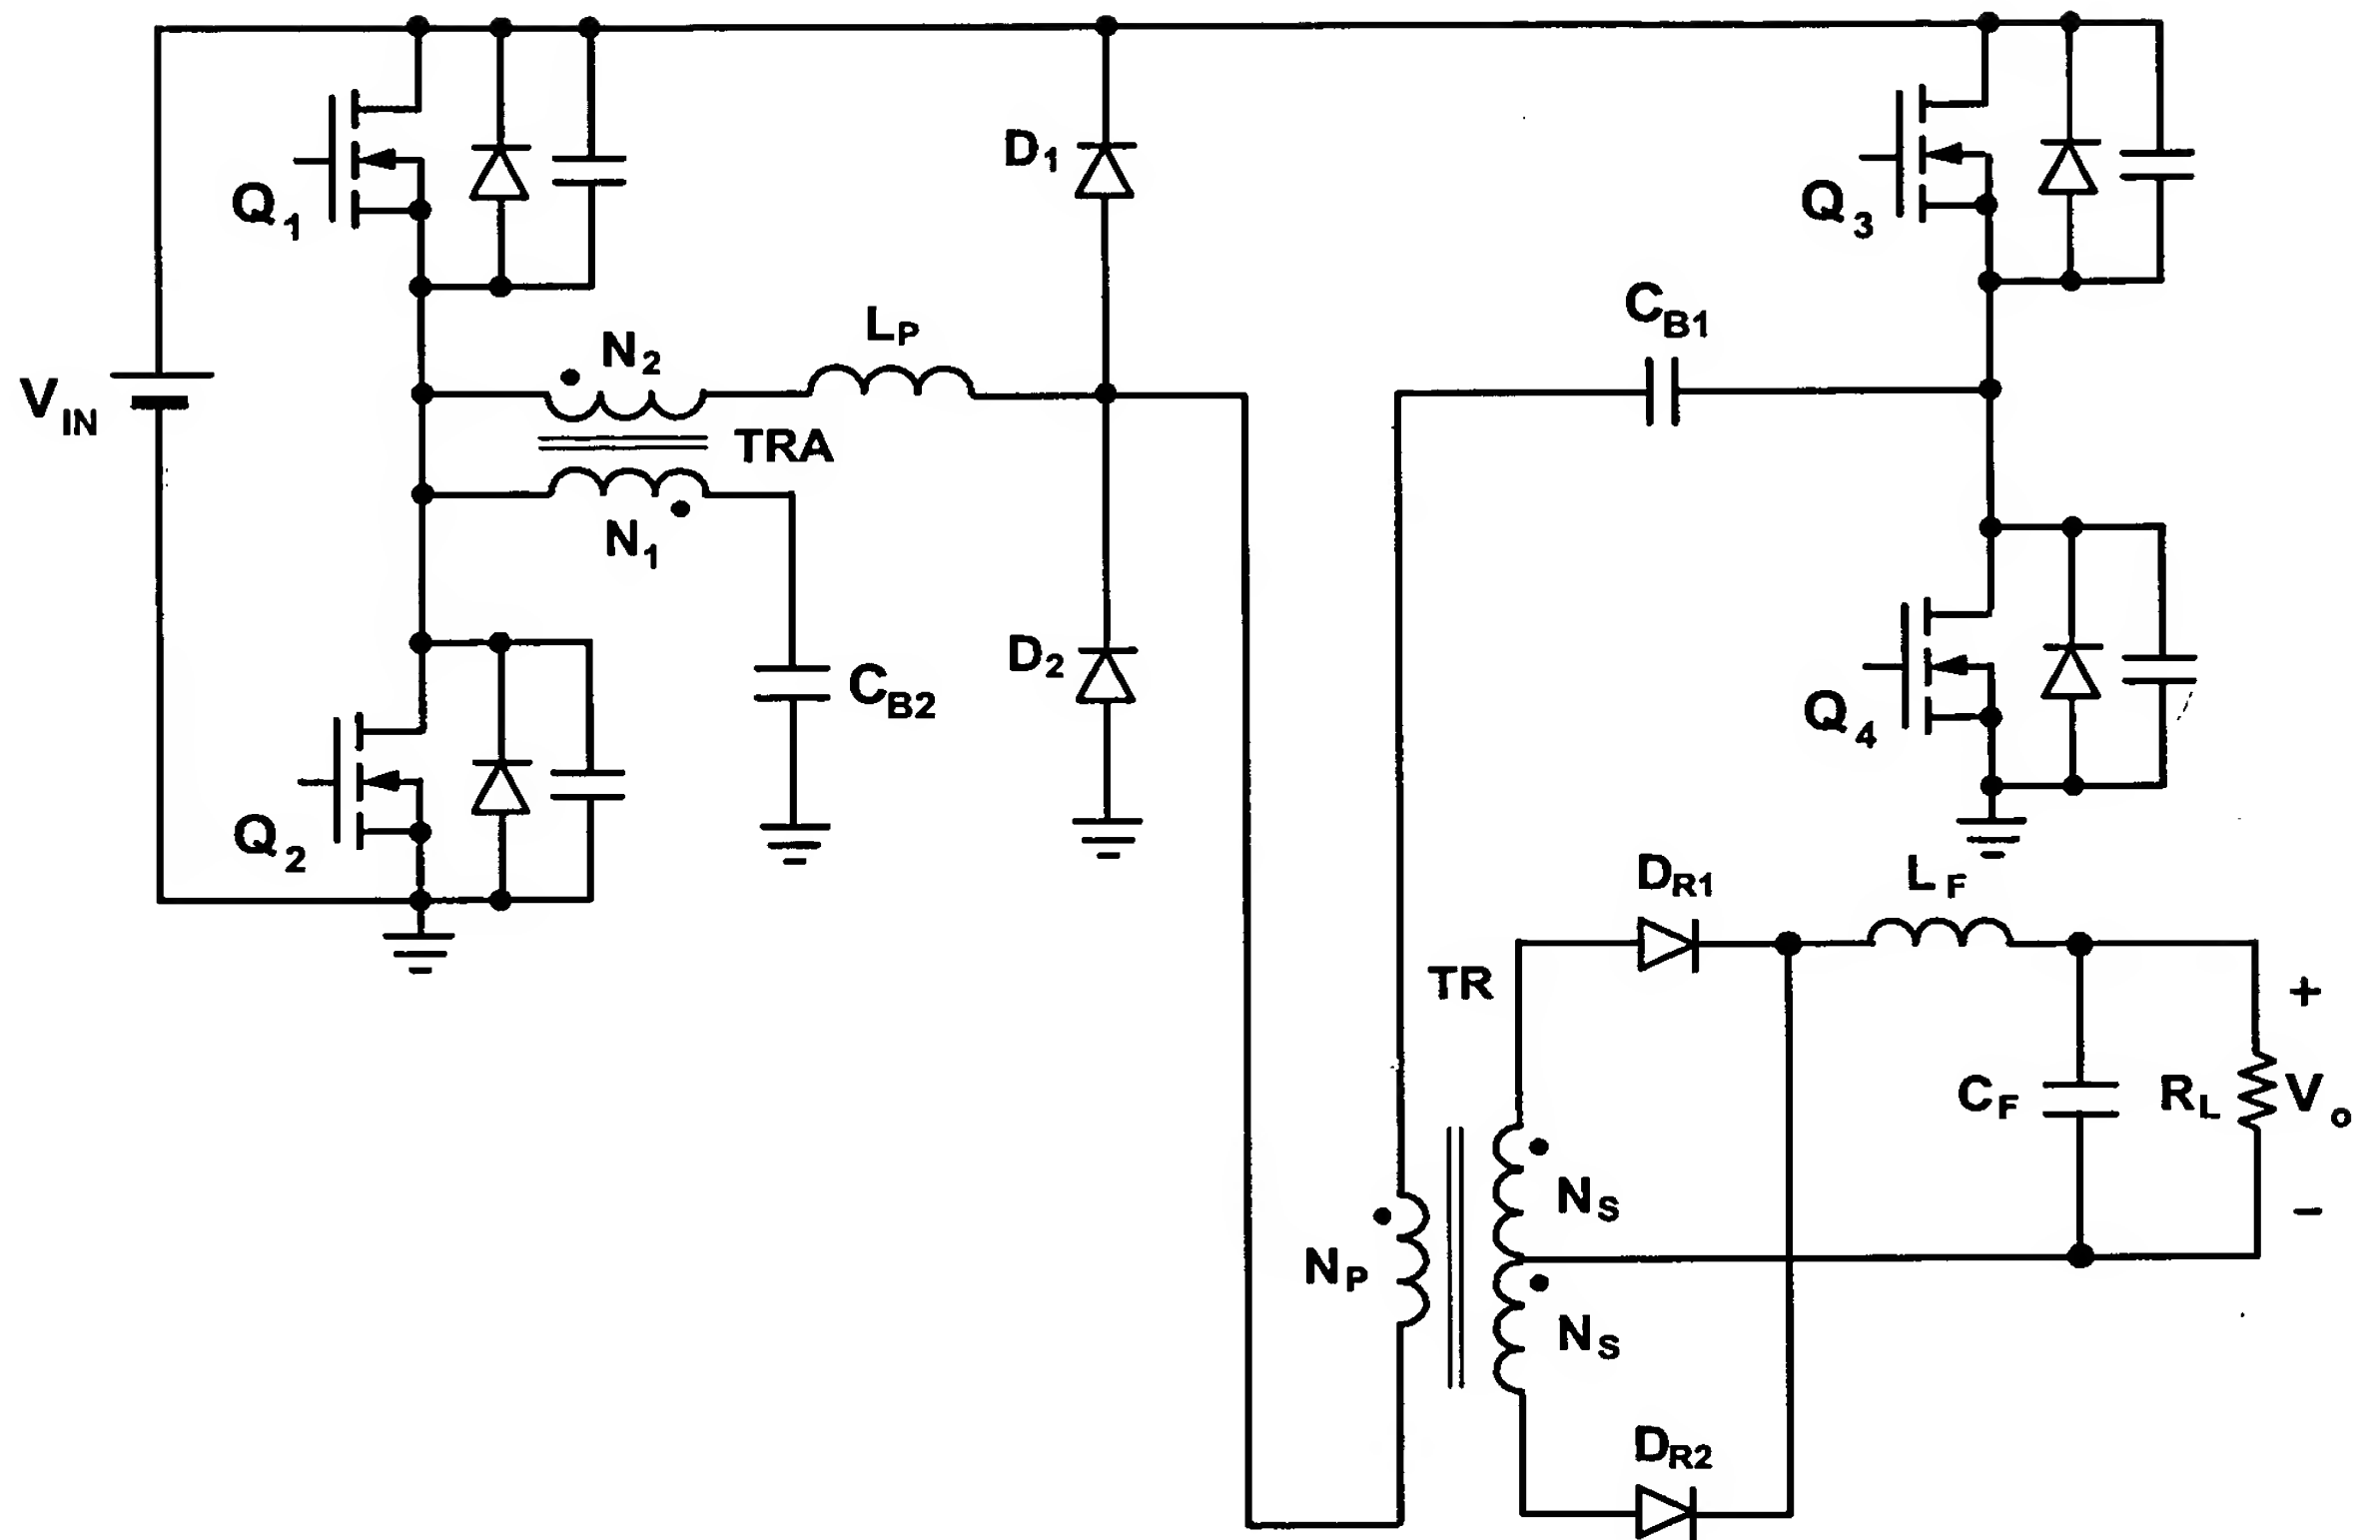 Q1
D1
Q3
CB1
N2
LP
VIN
TRA
N1
D2
CB2
Q4
Q2
DR1
LF
TR
+
CF
RL
Vo
NS
−
NP
NS
DR2